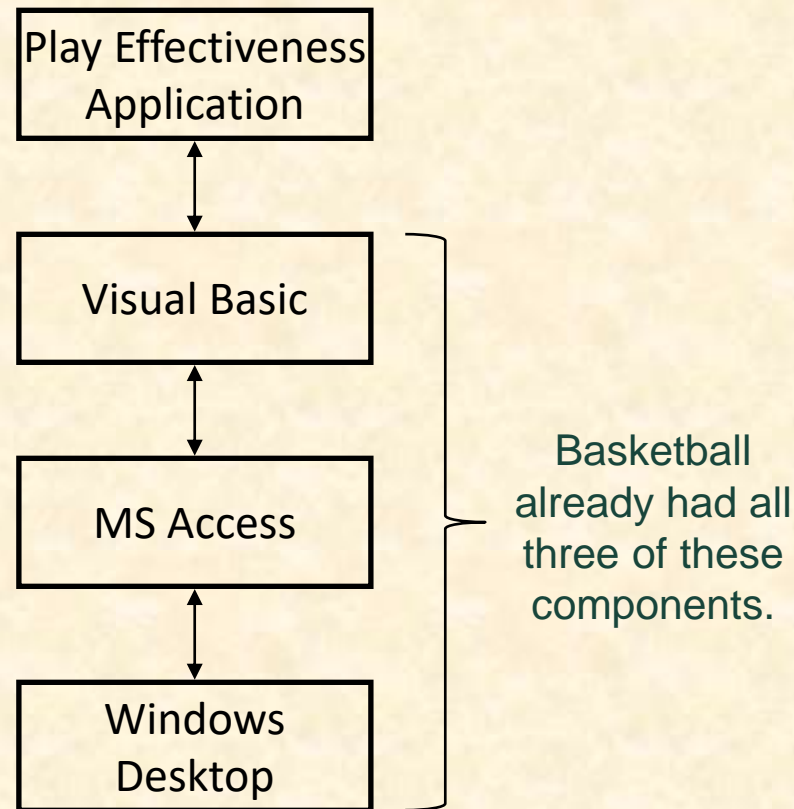 Play Effectiveness
Application
Visual Basic
MS Access
Basketball
already had all
three of these
components.
Windows
Desktop